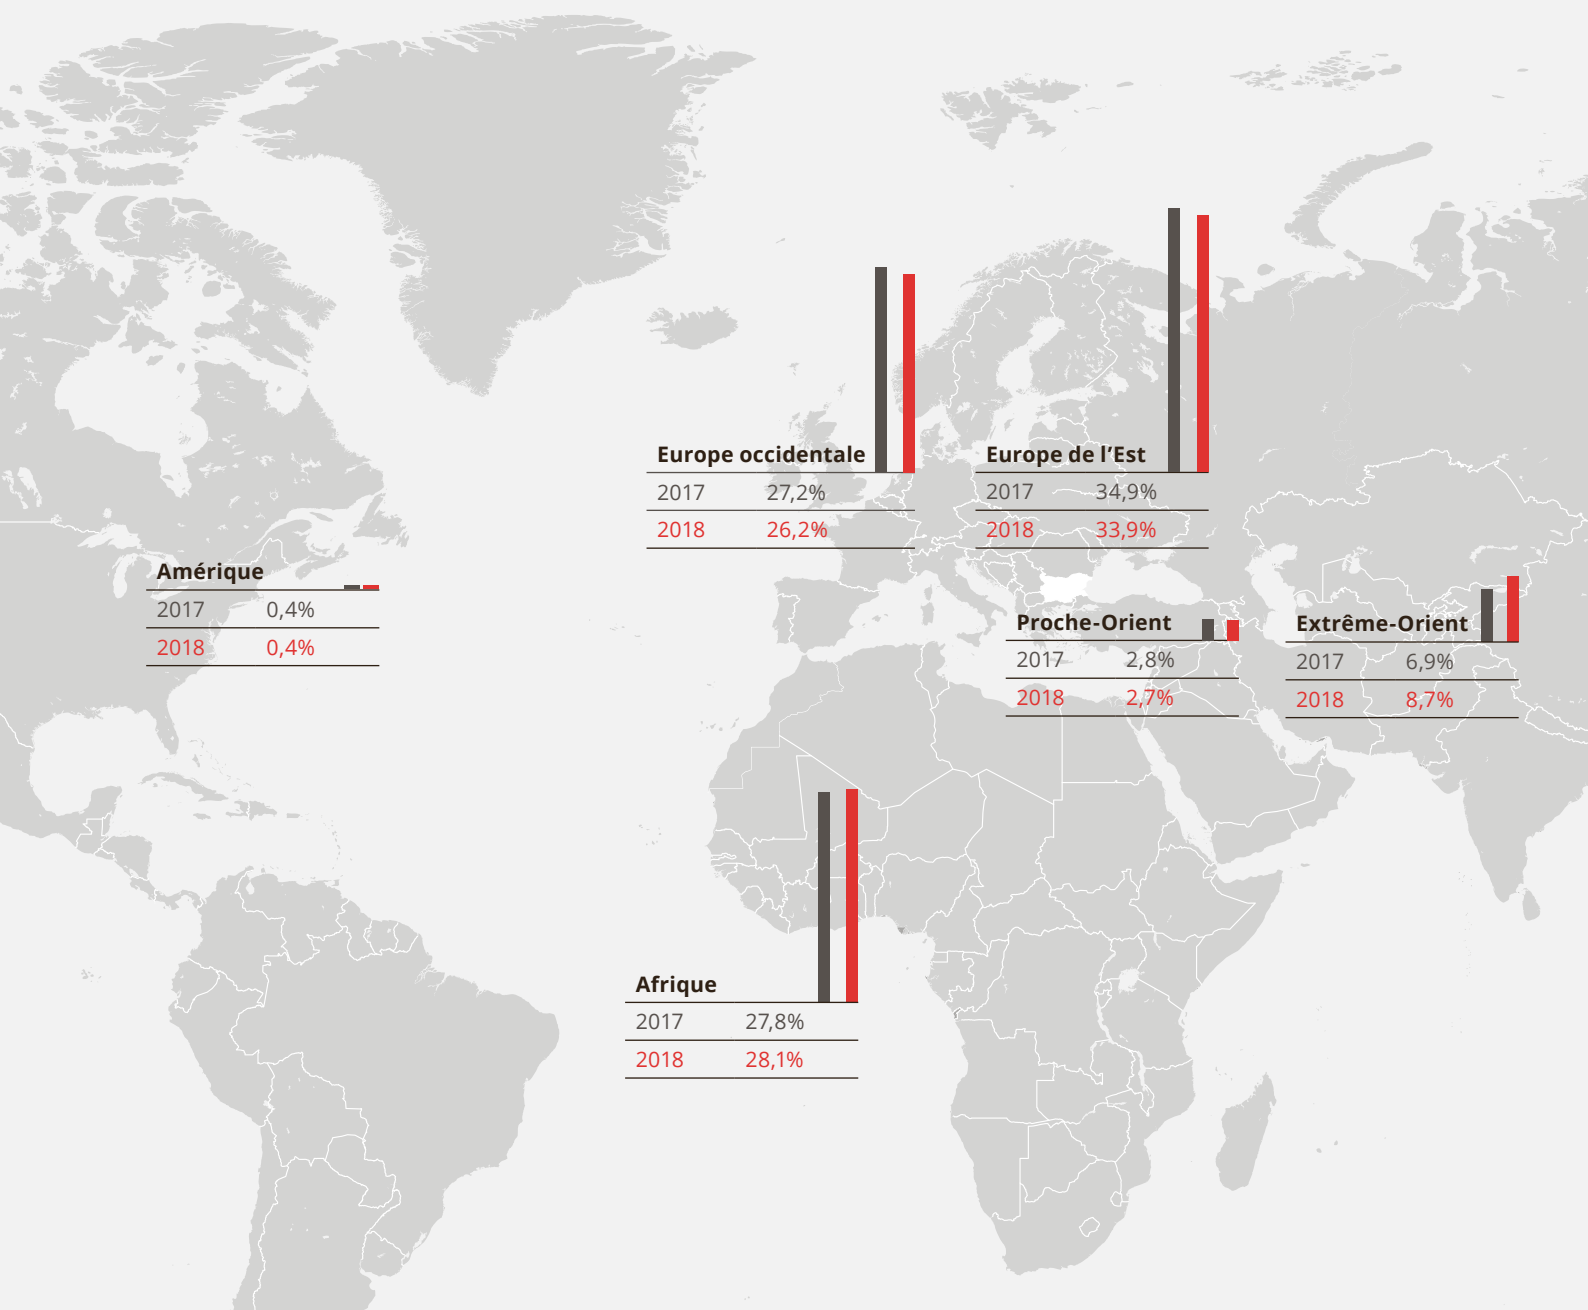 Europe occidentale
2017 27,2%
2018 26,2%
Europe de l’Est
2017 34,9%
2018 33,9%
Amérique
2017 0,4%
2018 0,4%
Proche-Orient
2017 2,8%
2018 2,7%
Extrême-Orient
2017 6,9%
2018 8,7%
Afrique
2017 27,8%
2018 28,1%